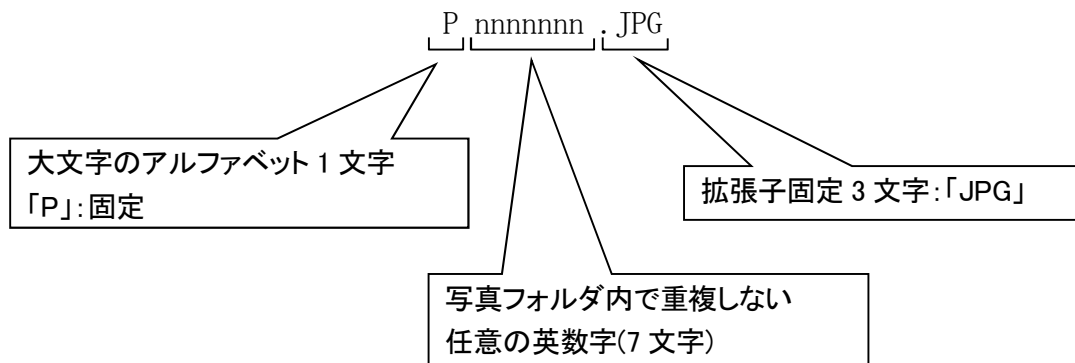 P nnnnnnn . JPG
大文字のアルファベット 1 文字
「P」：固定
拡張子固定 3 文字：「JPG」
写真フォルダ内で重複しない
任意の英数字(7 文字)